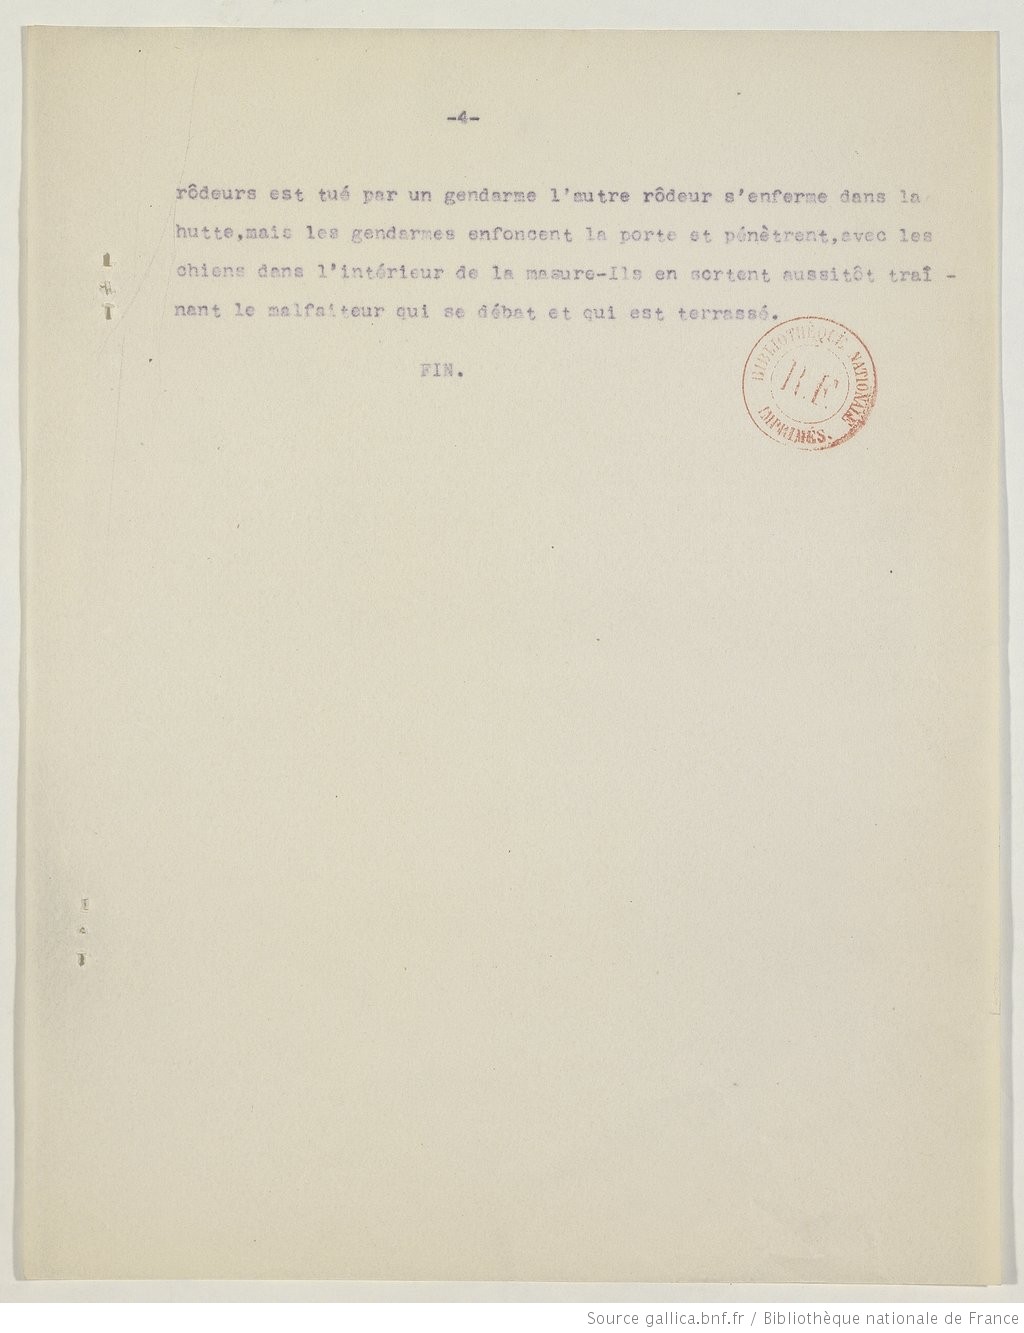 -4-
rôdeurs est tué par un gendarme l'autre rôdeur s'enferme dans la
hutte,mais les gendarmes enfoncent la porte et pénètrent,avec les
chiens dans l'intérieur de la masure-Ils en sortent aussitôt traî -
nant le malfaiteur qui se débat et qui est terrassé.
FIN.
BIBLIOTHÈQUE NATIONALE
R.F.
IMPRIMÉS.
Source gallica.bnf.fr / Bibliothèque nationale de France